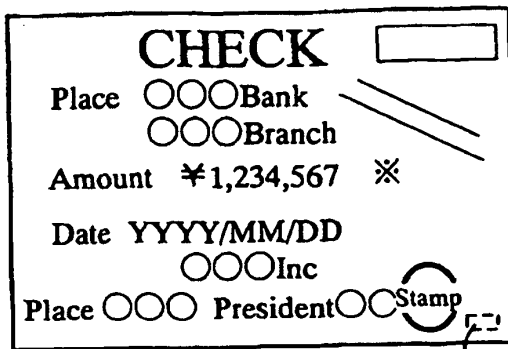 CHECK
Place ○○○Bank
○○○Branch
Amount ¥1,234,567 ※
Date YYYY/MM/DD
○○○Inc
Place ○○○ President○○Stamp